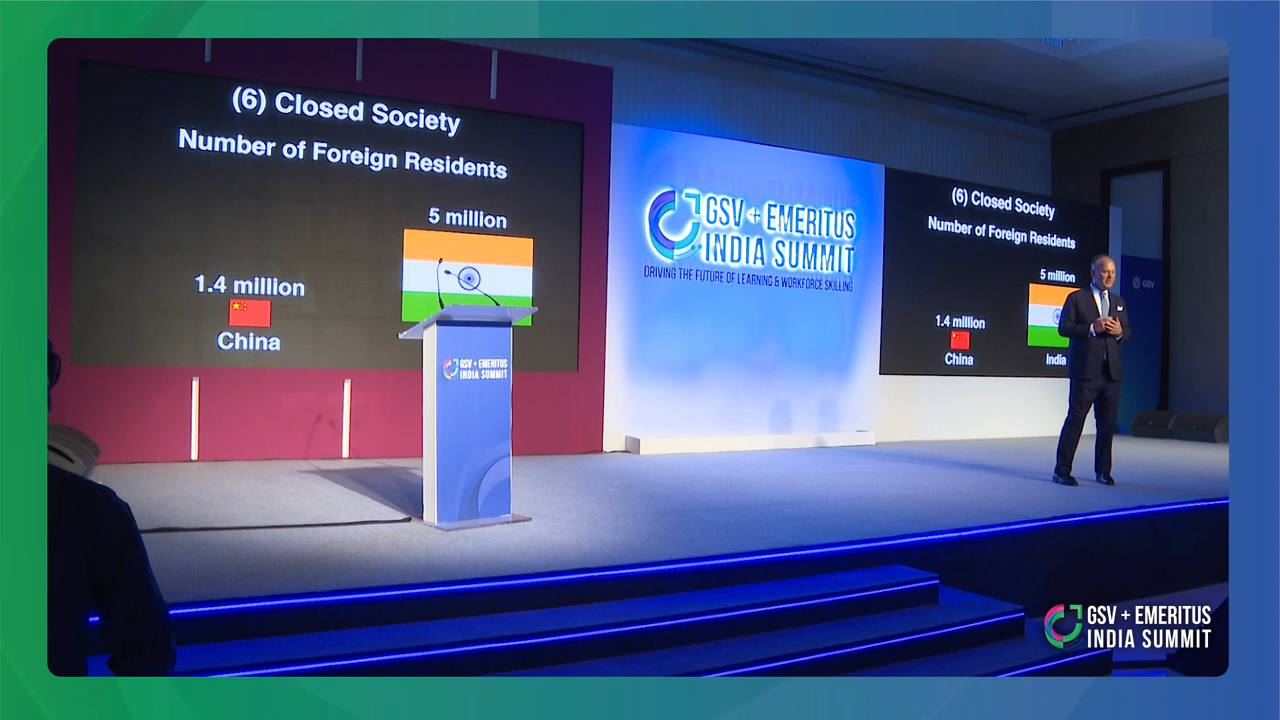 (6) Closed Society
Number of Foreign Residents
5 million
1.4 million
China
GSV + EMERITUS
INDIA SUMMIT
GSV + EMERITUS
INDIA SUMMIT
DRIVING THE FUTURE OF LEARNING & WORKFORCE SKILLING
(6) Closed Society
Number of Foreign Residents
5 million
1.4 million
China
India
GSV
GSV + EMERITUS
INDIA SUMMIT